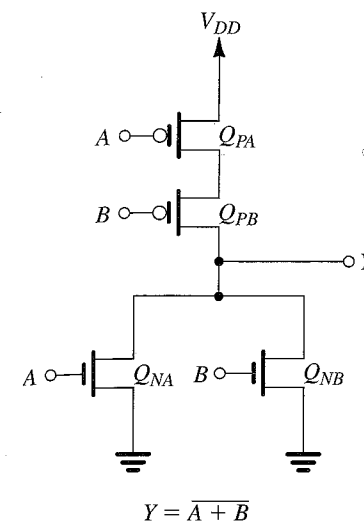 V_DD
A Q_PA
B Q_PB
Y
A Q_NA B Q_NB
Y = \overline{A + B}